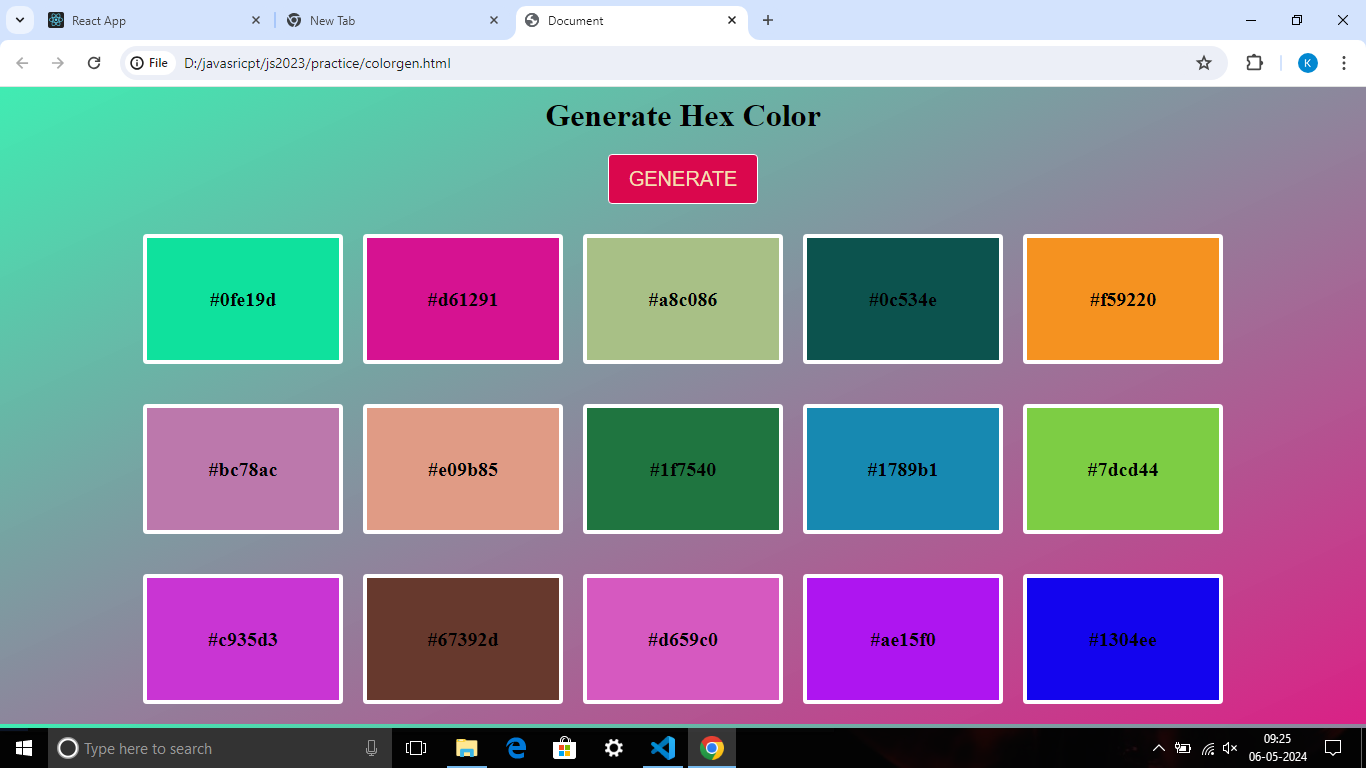 React App
New Tab
Document
File
D:/javasricpt/js2023/practice/colorgen.html
K
Generate Hex Color
GENERATE
#0fe19d
#d61291
#a8c086
#0c534e
#f59220
#bc78ac
#e09b85
#1f7540
#1789b1
#7dcd44
#c935d3
#67392d
#d659c0
#ae15f0
#1304ee
Type here to search
09:25
06-05-2024